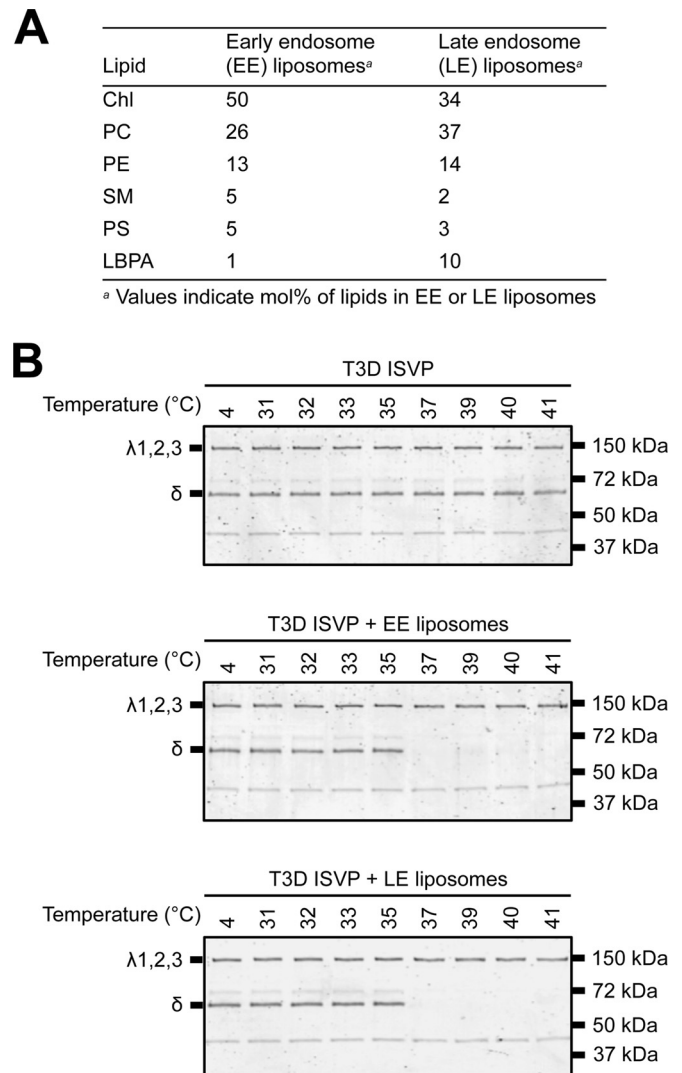 A
Lipid Early endosome (EE) liposomesᵃ Late endosome (LE) liposomesᵃ
Chl 50 34
PC 26 37
PE 13 14
SM 5 2
PS 5 3
LBPA 1 10
ᵃ Values indicate mol% of lipids in EE or LE liposomes
B
T3D ISVP
Temperature (°C) 4 31 32 33 35 37 39 40 41
λ1,2,3 150 kDa
72 kDa
δ
50 kDa
37 kDa
T3D ISVP + EE liposomes
Temperature (°C) 4 31 32 33 35 37 39 40 41
λ1,2,3 150 kDa
72 kDa
δ
50 kDa
37 kDa
T3D ISVP + LE liposomes
Temperature (°C) 4 31 32 33 35 37 39 40 41
λ1,2,3 150 kDa
72 kDa
δ
50 kDa
37 kDa